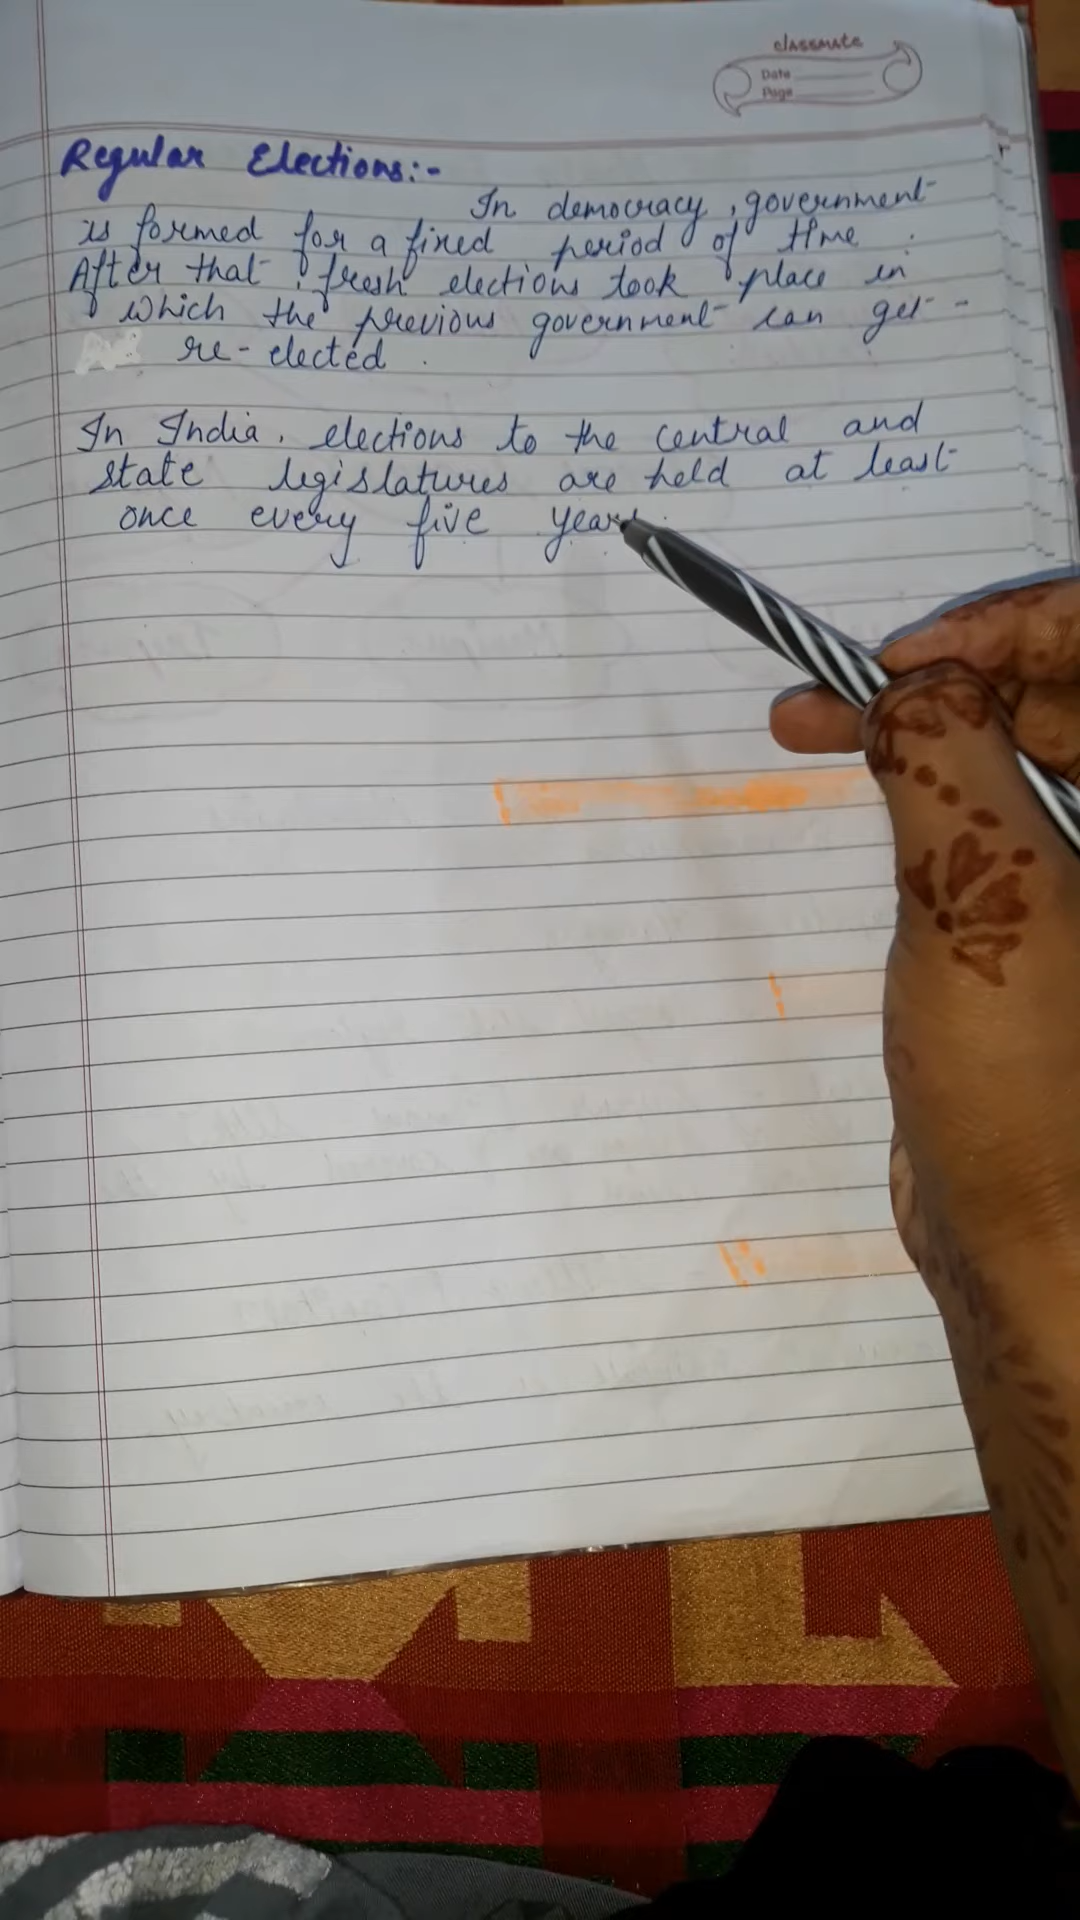 classmate
Date
Page
Regular Elections:-
In democracy, government
is formed for a fixed period of time.
After that, fresh elections took place in
which the previous government can get
re-elected.
In India, elections to the central and
state legislatures are held at least
once every five years.